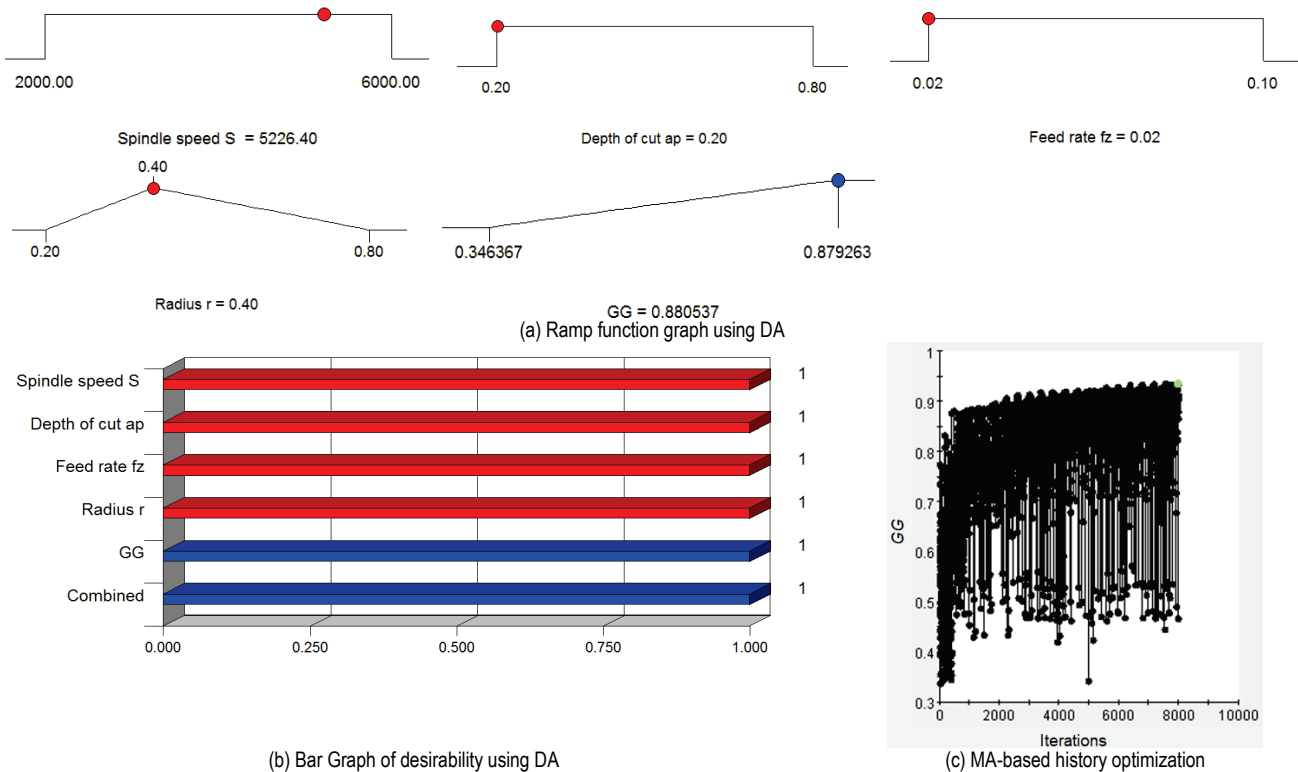 2000.00 6000.00
0.20 0.80
0.02 0.10
Spindle speed S = 5226.40
Depth of cut ap = 0.20
Feed rate fz = 0.02
0.40
0.20 0.80
0.346367 0.879263
Radius r = 0.40
GG = 0.880537
(a) Ramp function graph using DA
Spindle speed S 1
Depth of cut ap 1
Feed rate fz 1
Radius r 1
GG 1
Combined 1
0.000 0.250 0.500 0.750 1.000
(b) Bar Graph of desirability using DA
1
0.9
0.8
0.7
0.6
0.5
0.4
0.3
GG
0 2000 4000 6000 8000 10000
Iterations
(c) MA-based history optimization